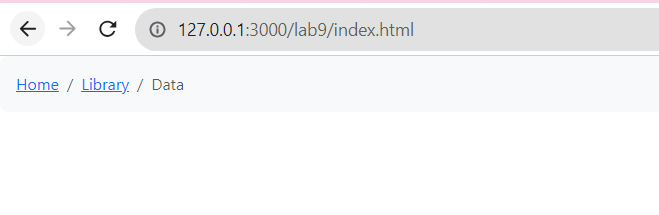 127.0.0.1:3000/lab9/index.html
Home / Library / Data